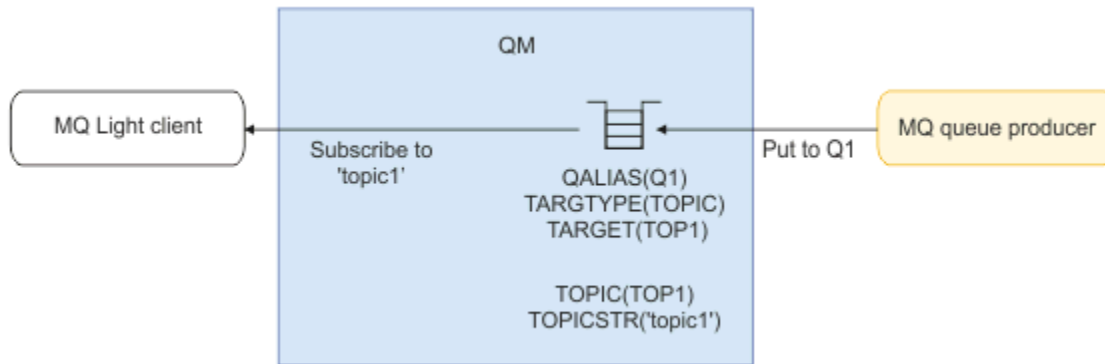 QM
MQ Light client
Subscribe to
'topic1'
Put to Q1
MQ queue producer
QALIAS(Q1)
TARGTYPE(TOPIC)
TARGET(TOP1)
TOPIC(TOP1)
TOPICSTR('topic1')